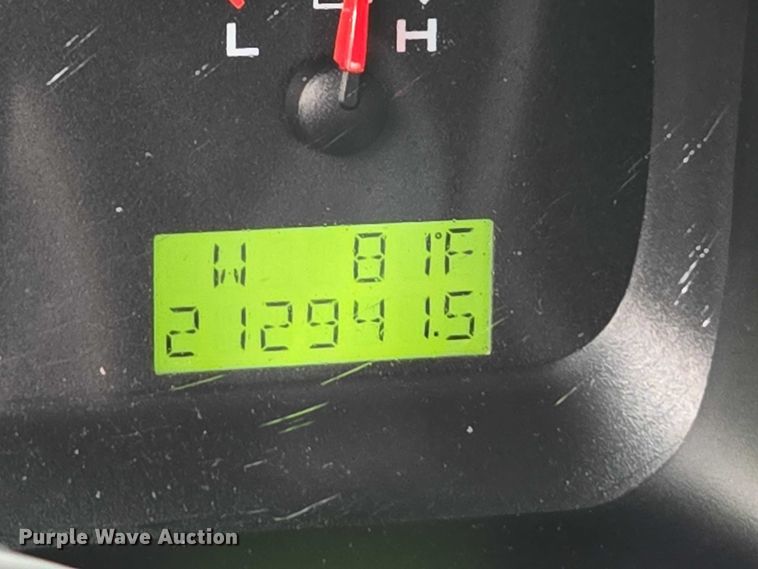 L H
W 81°F
212941.5
Purple Wave Auction